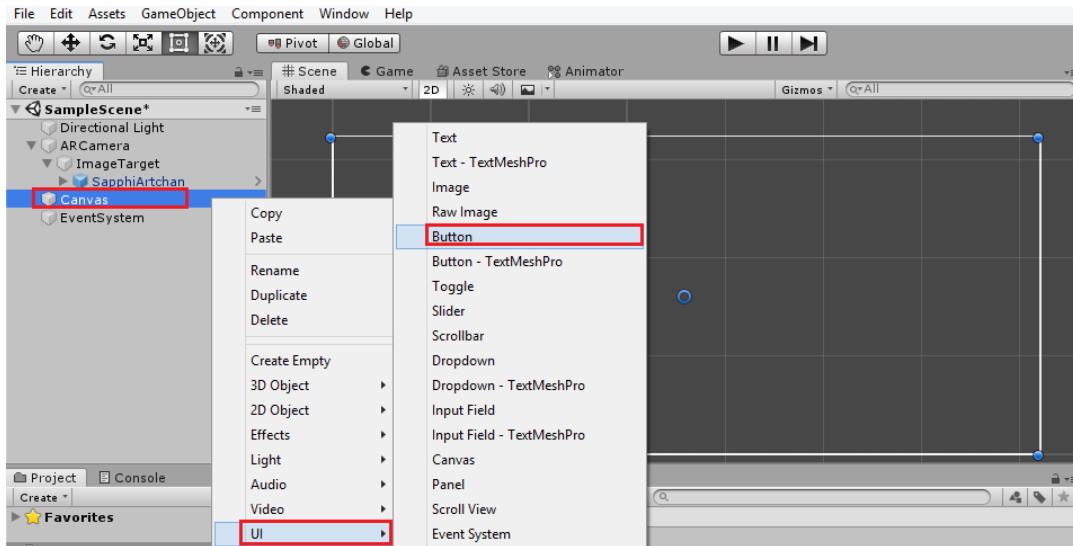 File Edit Assets GameObject Component Window Help
Pivot Global
Hierarchy
Create All
SampleScene*
Directional Light
ARCamera
ImageTarget
SapphiArtchan
Canvas
EventSystem
# Scene Game Asset Store Animator
Shaded 2D Gizmos All
Copy
Paste
Rename
Duplicate
Delete
Create Empty
3D Object
2D Object
Effects
Light
Audio
Video
UI
Text
Text - TextMeshPro
Image
Raw Image
Button
Button - TextMeshPro
Toggle
Slider
Scrollbar
Dropdown
Dropdown - TextMeshPro
Input Field
Input Field - TextMeshPro
Canvas
Panel
Scroll View
Event System
Project Console
Create
Favorites